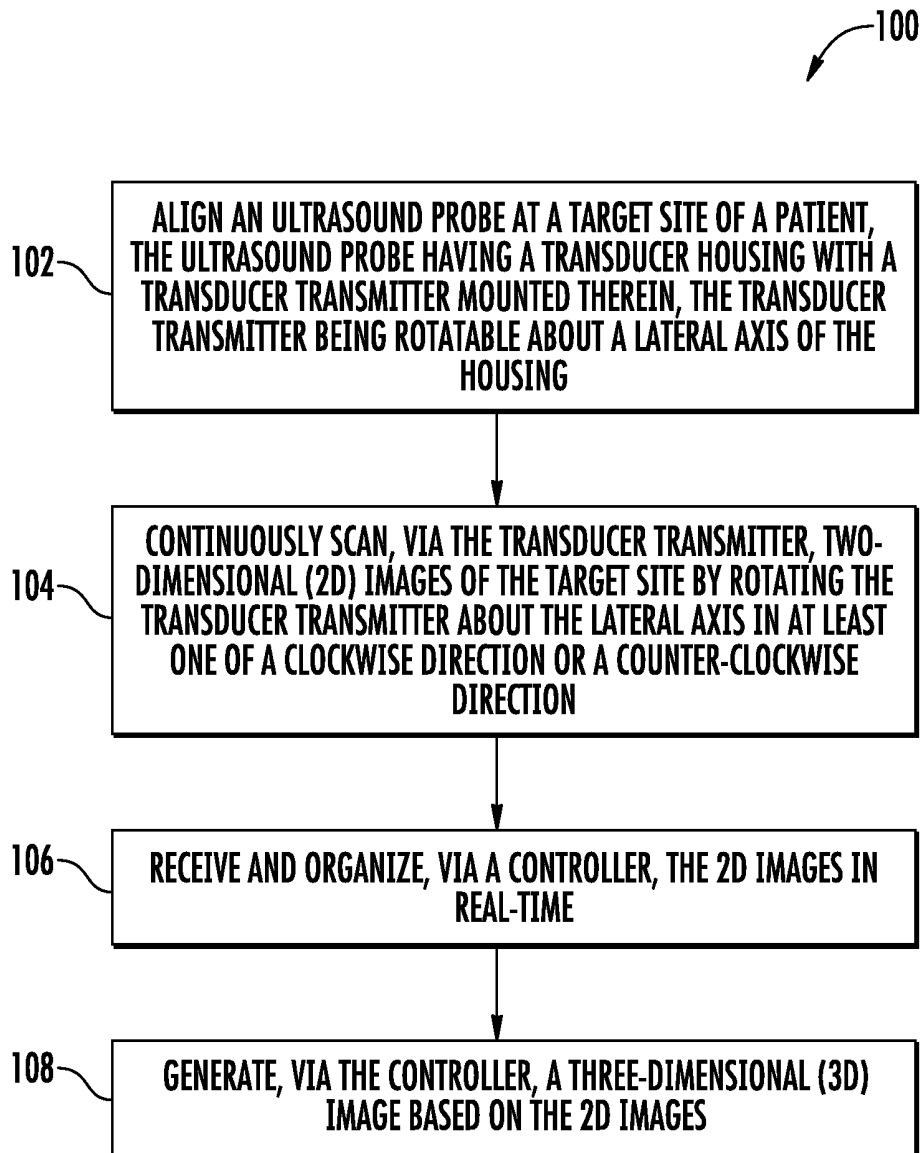 100
102
ALIGN AN ULTRASOUND PROBE AT A TARGET SITE OF A PATIENT,
THE ULTRASOUND PROBE HAVING A TRANSDUCER HOUSING WITH A
TRANSDUCER TRANSMITTER MOUNTED THEREIN, THE TRANSDUCER
TRANSMITTER BEING ROTATABLE ABOUT A LATERAL AXIS OF THE
HOUSING
104
CONTINUOUSLY SCAN, VIA THE TRANSDUCER TRANSMITTER, TWO-
DIMENSIONAL (2D) IMAGES OF THE TARGET SITE BY ROTATING THE
TRANSDUCER TRANSMITTER ABOUT THE LATERAL AXIS IN AT LEAST
ONE OF A CLOCKWISE DIRECTION OR A COUNTER-CLOCKWISE
DIRECTION
106
RECEIVE AND ORGANIZE, VIA A CONTROLLER, THE 2D IMAGES IN
REAL-TIME
108
GENERATE, VIA THE CONTROLLER, A THREE-DIMENSIONAL (3D)
IMAGE BASED ON THE 2D IMAGES